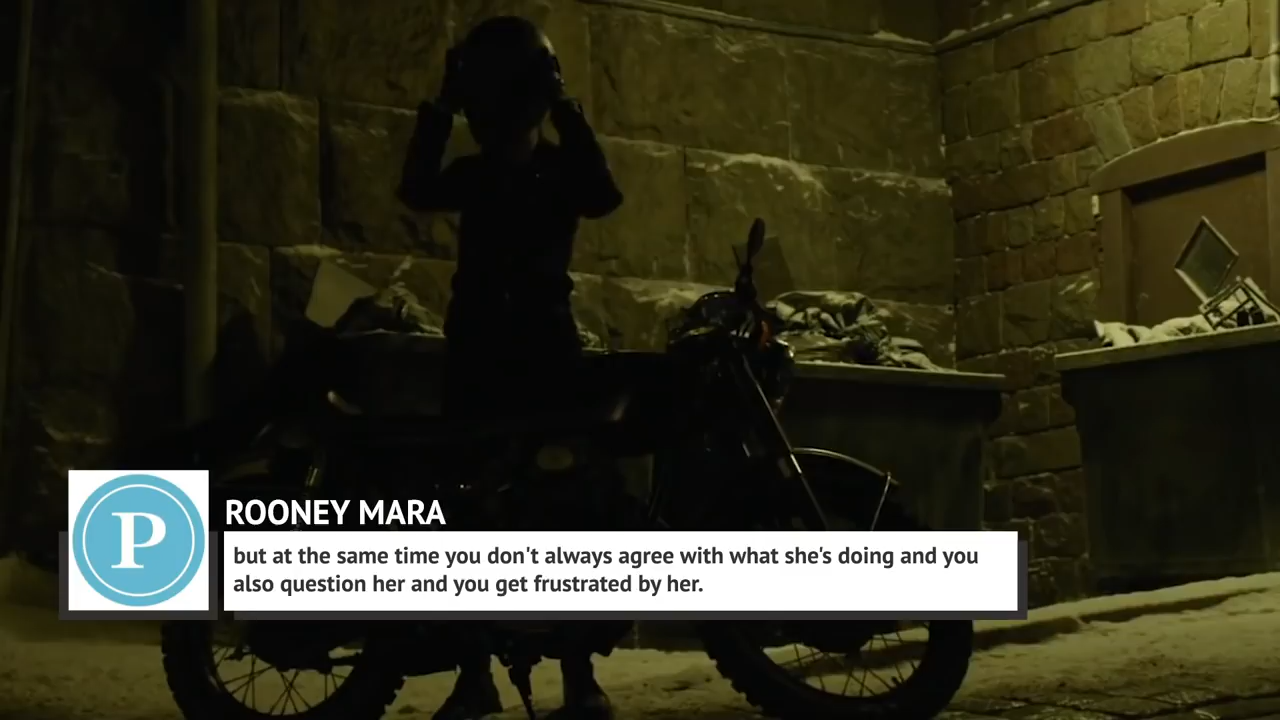 P
ROONEY MARA
but at the same time you don't always agree with what she's doing and you
also question her and you get frustrated by her.